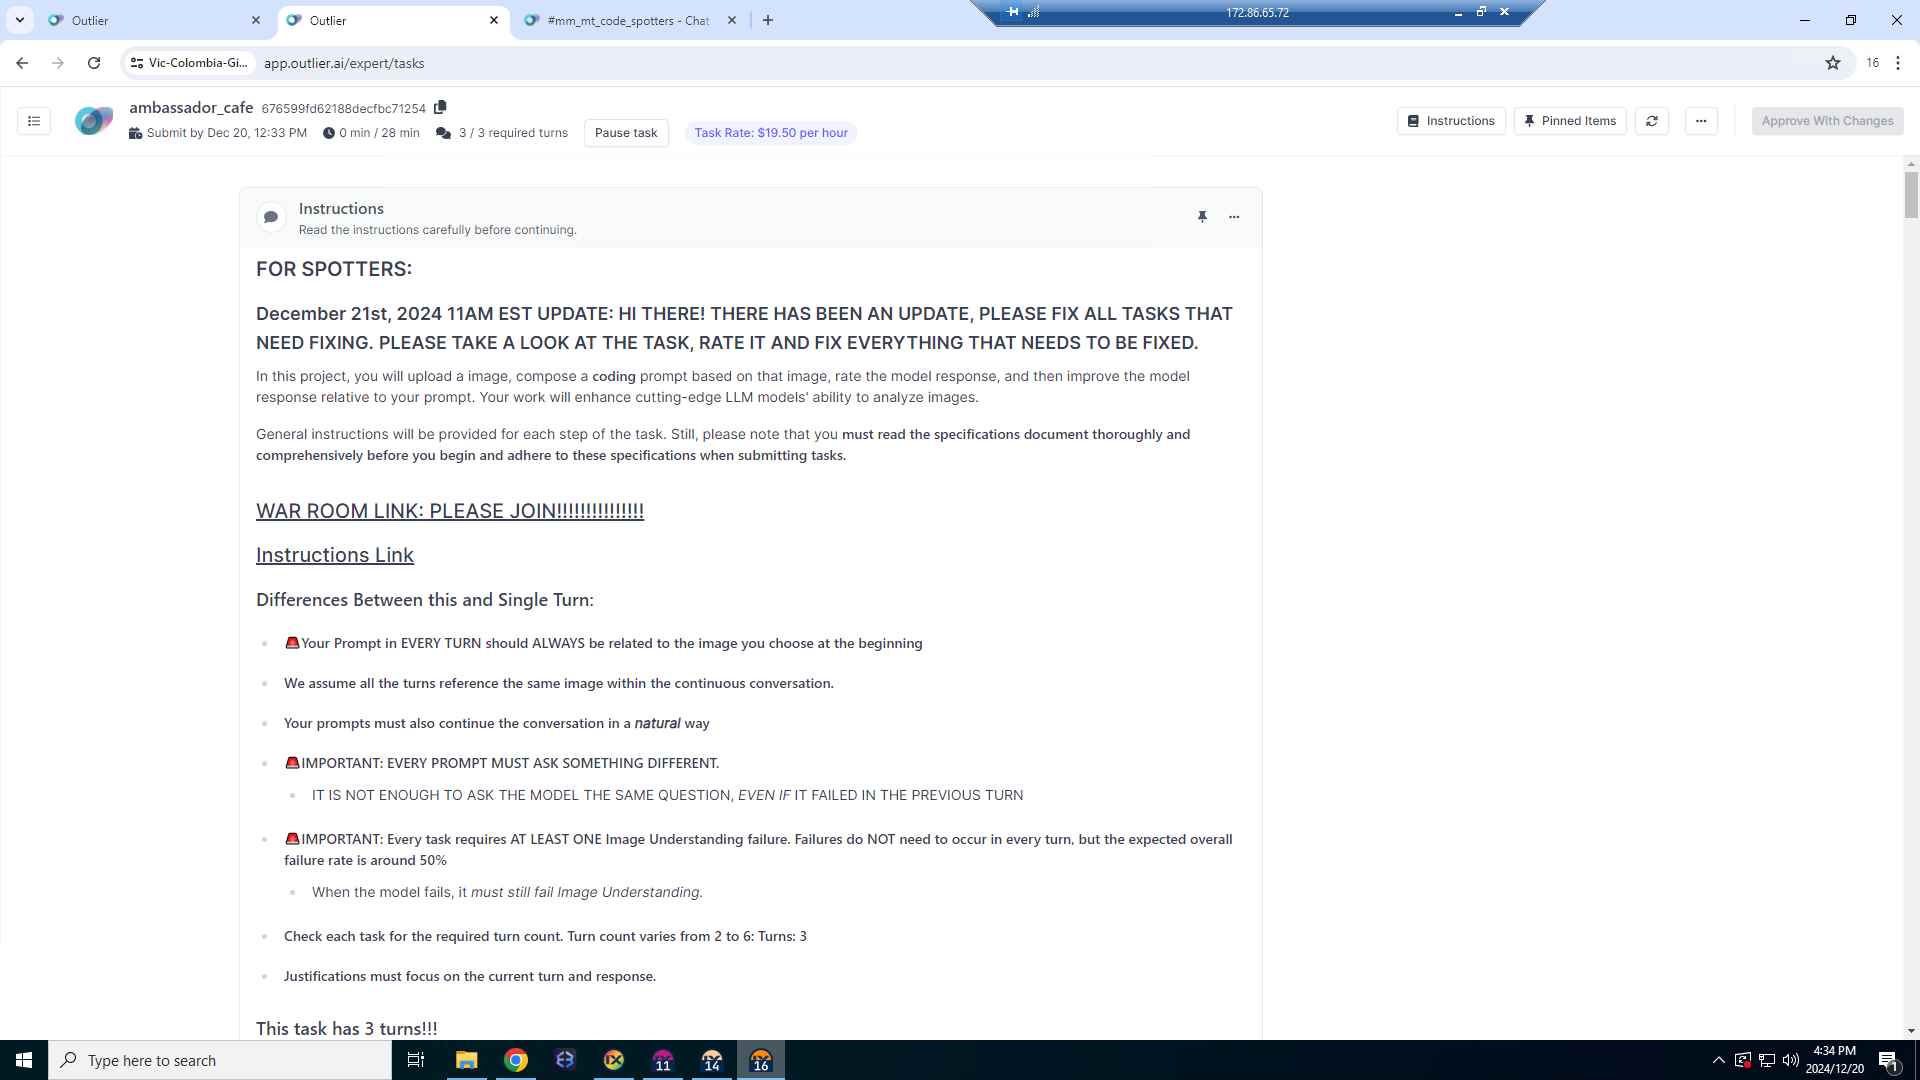 Outlier
Outlier
#mm_mt_code_spotters - Chat
172.86.65.72
Vic-Colombia-Gi...
app.outlier.ai/expert/tasks
16
ambassador_cafe 676599fd62188decfbc71254
Submit by Dec 20, 12:33 PM 0 min / 28 min 3 / 3 required turns Pause task Task Rate: $19.50 per hour
Instructions Pinned Items Approve With Changes
Instructions
Read the instructions carefully before continuing.
FOR SPOTTERS:
December 21st, 2024 11AM EST UPDATE: HI THERE! THERE HAS BEEN AN UPDATE, PLEASE FIX ALL TASKS THAT
NEED FIXING. PLEASE TAKE A LOOK AT THE TASK, RATE IT AND FIX EVERYTHING THAT NEEDS TO BE FIXED.
In this project, you will upload a image, compose a coding prompt based on that image, rate the model response, and then improve the model
response relative to your prompt. Your work will enhance cutting-edge LLM models' ability to analyze images.
General instructions will be provided for each step of the task. Still, please note that you must read the specifications document thoroughly and
comprehensively before you begin and adhere to these specifications when submitting tasks.
WAR ROOM LINK: PLEASE JOIN!!!!!!!!!!!!!!!
Instructions Link
Differences Between this and Single Turn:
🚨Your Prompt in EVERY TURN should ALWAYS be related to the image you choose at the beginning
We assume all the turns reference the same image within the continuous conversation.
Your prompts must also continue the conversation in a natural way
🚨IMPORTANT: EVERY PROMPT MUST ASK SOMETHING DIFFERENT.
IT IS NOT ENOUGH TO ASK THE MODEL THE SAME QUESTION, EVEN IF IT FAILED IN THE PREVIOUS TURN
🚨IMPORTANT: Every task requires AT LEAST ONE Image Understanding failure. Failures do NOT need to occur in every turn, but the expected overall
failure rate is around 50%
When the model fails, it must still fail Image Understanding.
Check each task for the required turn count. Turn count varies from 2 to 6: Turns: 3
Justifications must focus on the current turn and response.
This task has 3 turns!!!
Type here to search
11
14
16
4:34 PM
2024/12/20
1